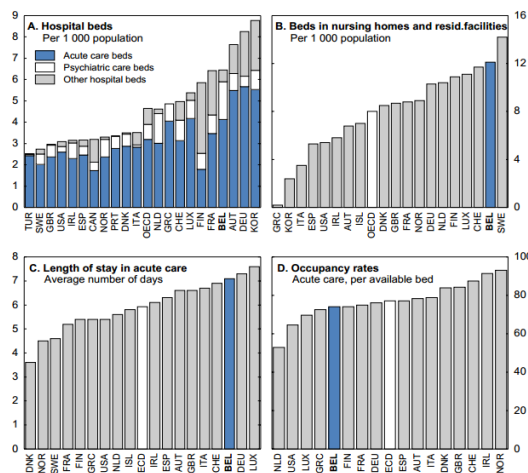 A. Hospital beds
Per 1 000 population
Acute care beds
Psychiatric care beds
Other hospital beds
9
8
7
6
5
4
3
2
1
0
TUR SWE GBR USA IRL ESP CAN NOR PRT DNK ITA OECD NLD GRC CHE LUX FIN FRA BEL AUT DEU KOR
B. Beds in nursing homes and resid.facilities
Per 1 000 population
16
12
8
4
0
GRC KOR ITA ESP USA IRL AUT ISL OECD DNK GBR FRA NOR DEU NLD FIN LUX CHE BEL SWE
C. Length of stay in acute care
Average number of days
8
7
6
5
4
3
2
1
0
DNK NOR SWE FRA FIN GRC USA NLD ISL ECD IRL ESP AUT GBR ITA CHE BEL DEU LUX
D. Occupancy rates
Acute care, per available bed
100
80
60
40
20
0
NLD USA LUX GRC BEL FIN FRA DEU ECD ESP AUT ITA DNK GBR CHE IRL NOR